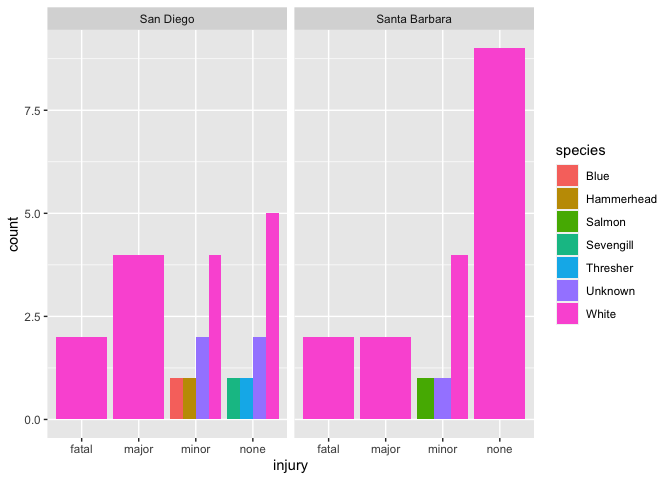 San Diego
Santa Barbara
count
7.5
5.0
2.5
0.0
fatal major minor none
fatal major minor none
injury
species
Blue
Hammerhead
Salmon
Sevengill
Thresher
Unknown
White